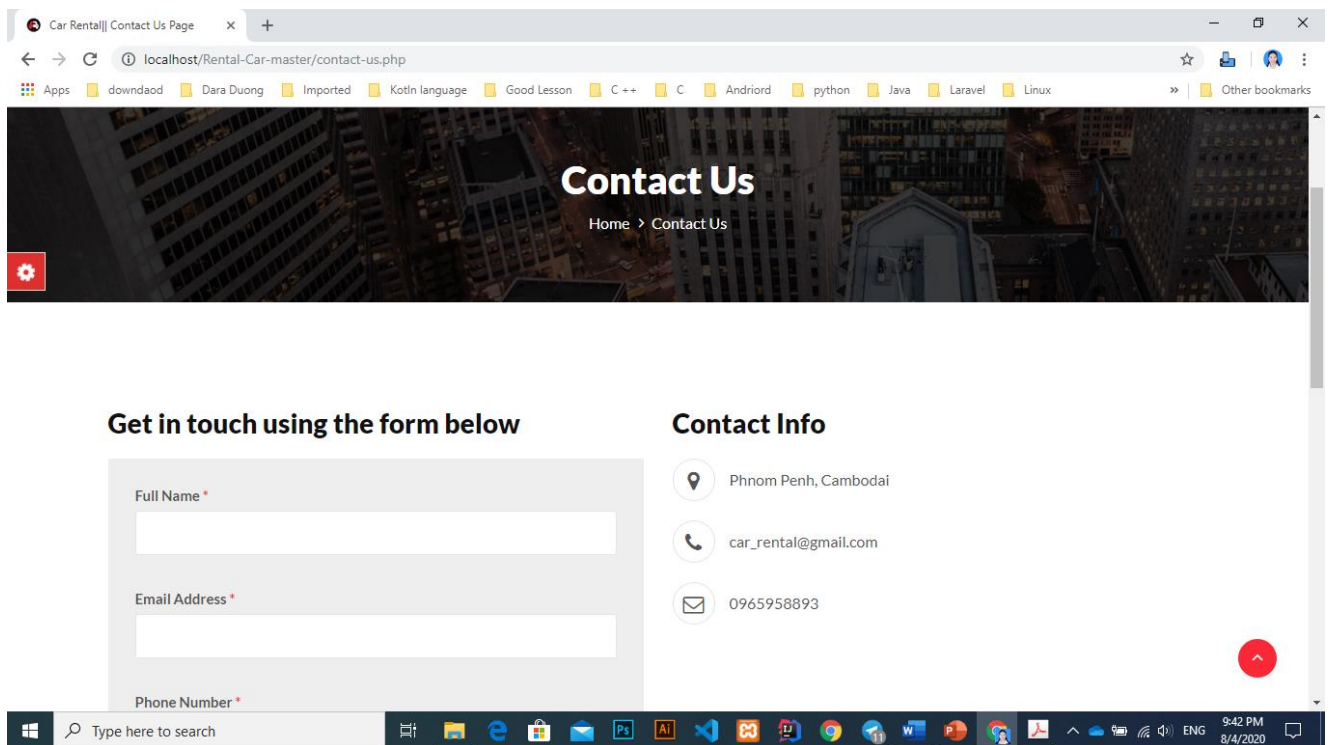 Car Rental|| Contact Us Page
localhost/Rental-Car-master/contact-us.php
Apps downdaod Dara Duong Imported Kotln language Good Lesson C ++ C Andriord python Java Laravel Linux » Other bookmarks
Contact Us
Home > Contact Us
Get in touch using the form below
Full Name *
Email Address *
Phone Number *
Contact Info
Phnom Penh, Cambodai
car_rental@gmail.com
0965958893
Type here to search
Ps
Ai
11
ENG
9:42 PM
8/4/2020